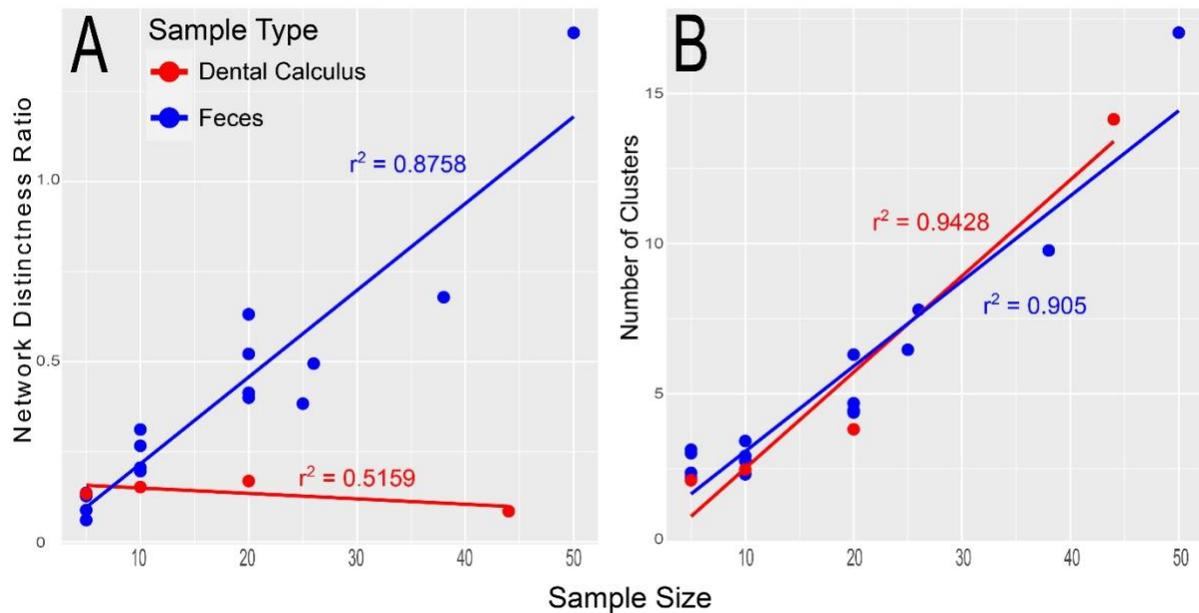 A
Sample Type
Dental Calculus
Feces
Network Distinctness Ratio
1.0
0.5
0
r² = 0.8758
r² = 0.5159
10 20 30 40 50
B
Number of Clusters
15
10
5
0
r² = 0.9428
r² = 0.905
10 20 30 40 50
Sample Size